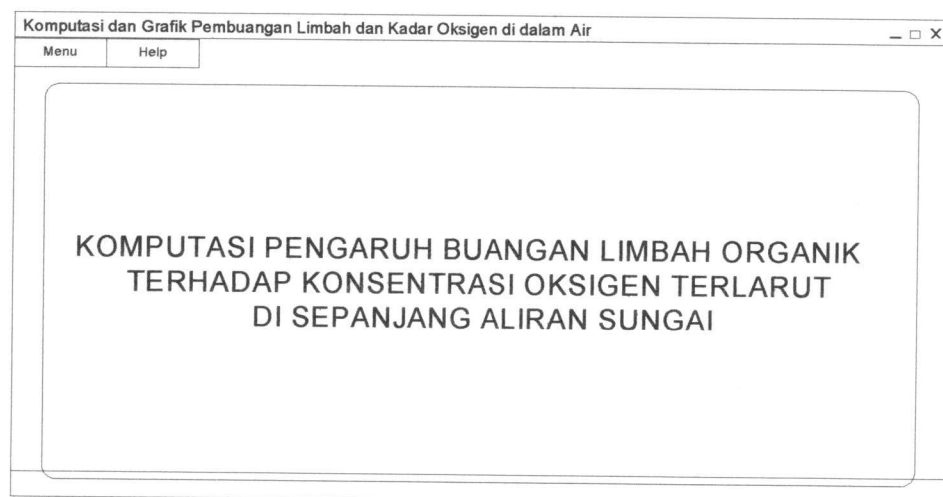 Komputasi dan Grafik Pembuangan Limbah dan Kadar Oksigen di dalam Air
Menu Help
KOMPUTASI PENGARUH BUANGAN LIMBAH ORGANIK
TERHADAP KONSENTRASI OKSIGEN TERLARUT
DI SEPANJANG ALIRAN SUNGAI